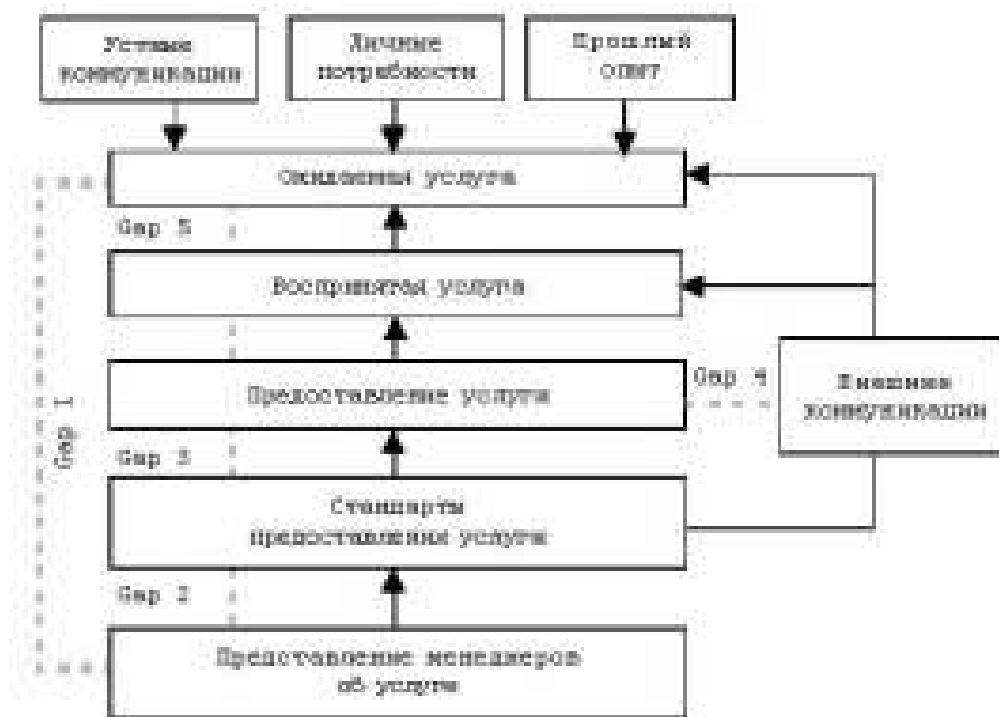 Устные
коммуникации
Личные
потребности
Прошлый
опыт
Ожидаемая услуга
Gap 5
Воспринятая услуга
Предоставление услуги
Gap 4
Внешние
коммуникации
Gap 1
Gap 3
Стандарты
предоставления услуги
Gap 2
Представление менеджеров
об услуге